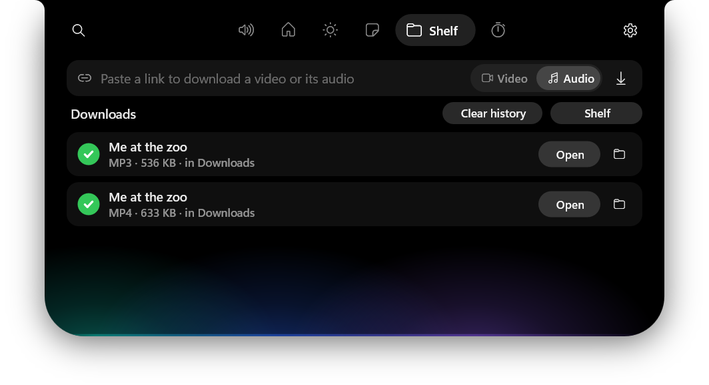 Shelf
Paste a link to download a video or its audio
Video
Audio
Downloads
Clear history
Shelf
Me at the zoo
MP3 · 536 KB · in Downloads
Open
Me at the zoo
MP4 · 633 KB · in Downloads
Open